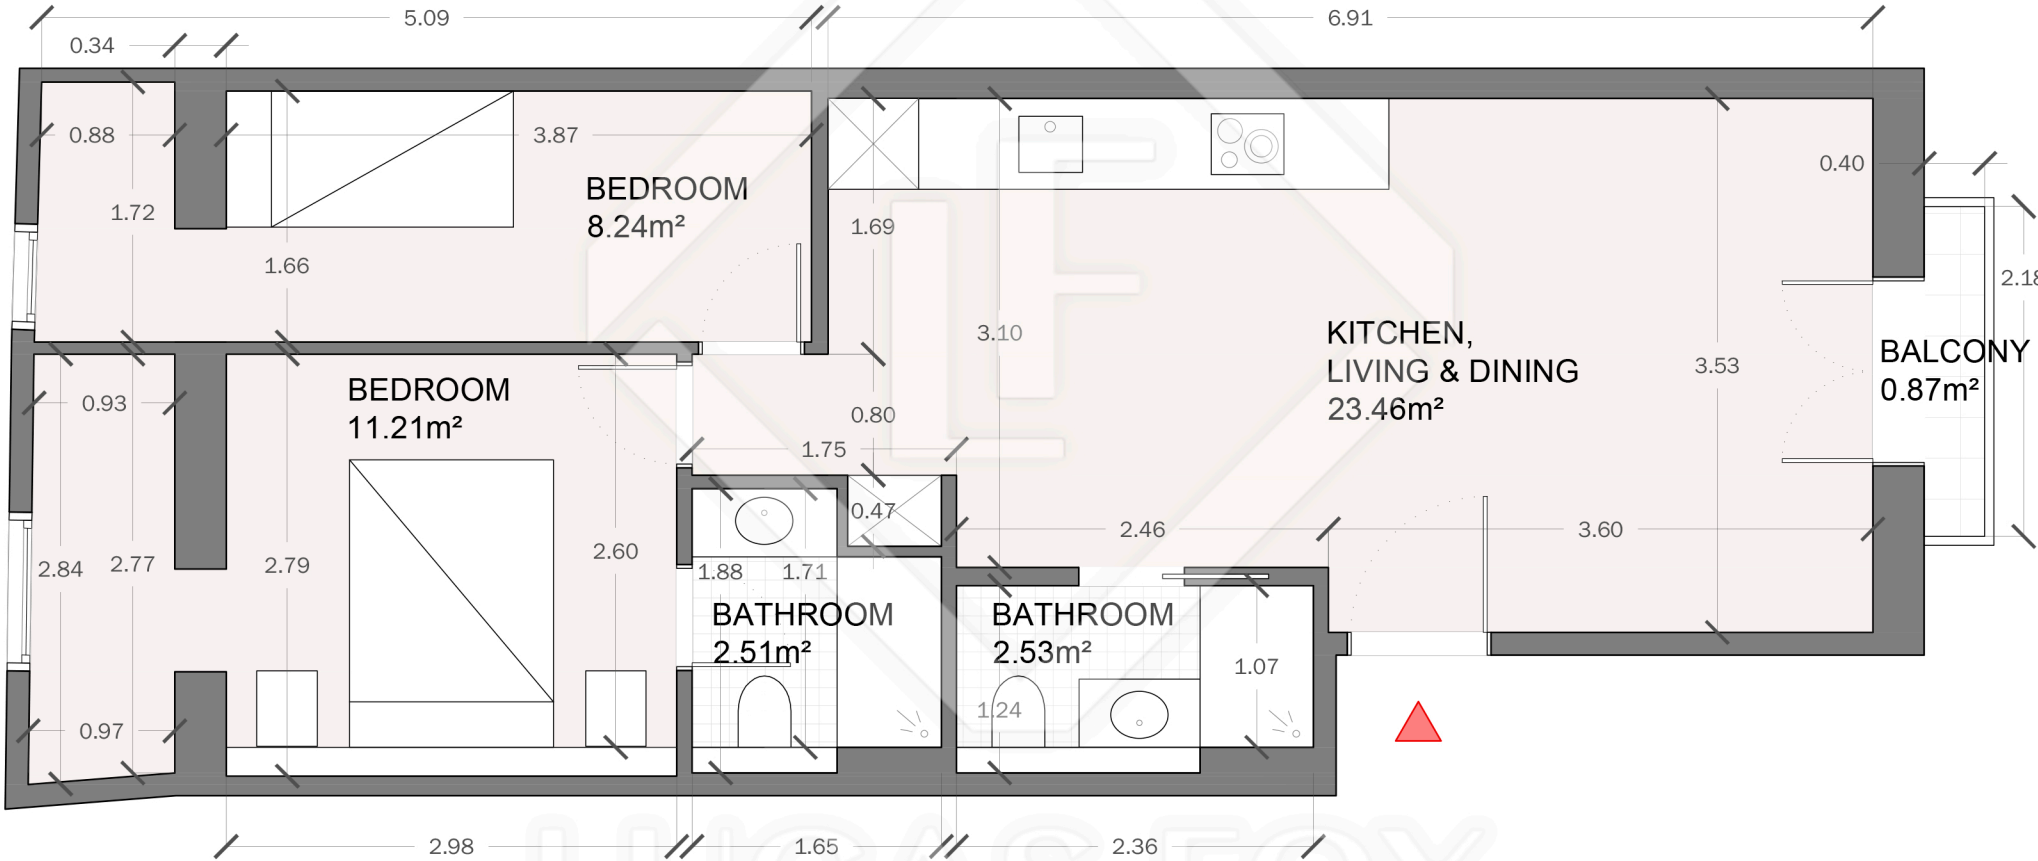 5.09
6.91
0.34
0.88
3.87
0.40
BEDROOM
8.24m²
1.72
1.69
1.66
2.18
3.10
KITCHEN,
LIVING & DINING
23.46m²
3.53
BALCONY
0.87m²
BEDROOM
11.21m²
0.93
0.80
1.75
0.47
2.46
3.60
2.84
2.77
2.79
2.60
1.88
1.71
BATHROOM
2.51m²
BATHROOM
2.53m²
1.07
1.24
0.97
2.98
1.65
2.36
LUCAS FOX